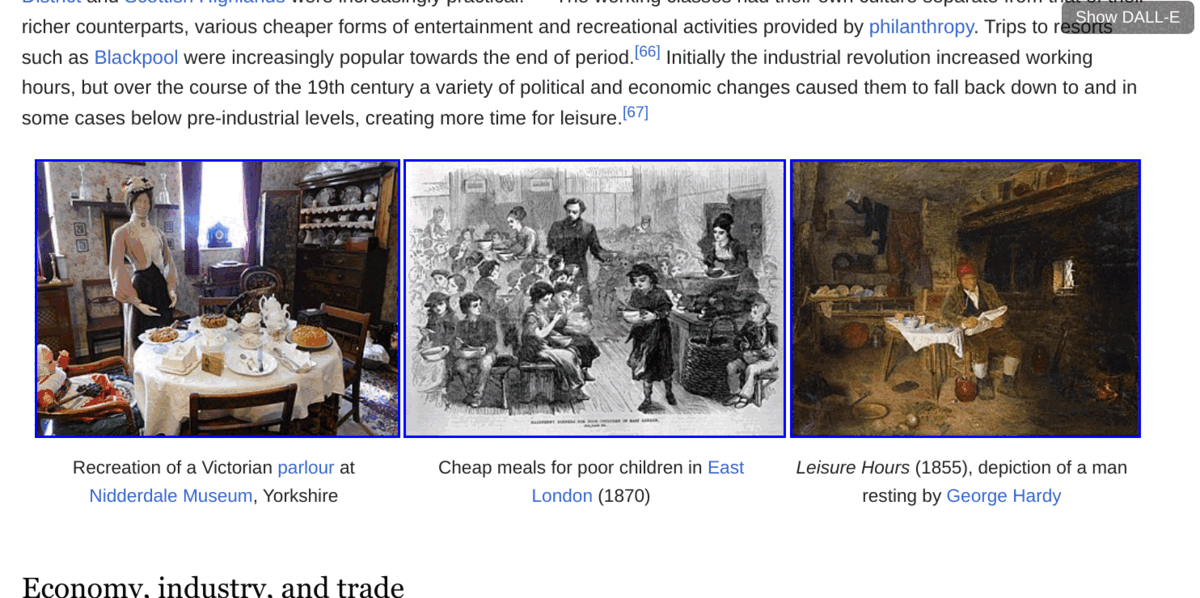 Show DALL-E
richer counterparts, various cheaper forms of entertainment and recreational activities provided by philanthropy. Trips to resorts
such as Blackpool were increasingly popular towards the end of period.[66] Initially the industrial revolution increased working
hours, but over the course of the 19th century a variety of political and economic changes caused them to fall back down to and in
some cases below pre-industrial levels, creating more time for leisure.[67]
Recreation of a Victorian parlour at
Nidderdale Museum, Yorkshire
Cheap meals for poor children in East
London (1870)
Leisure Hours (1855), depiction of a man
resting by George Hardy
Economy, industry, and trade